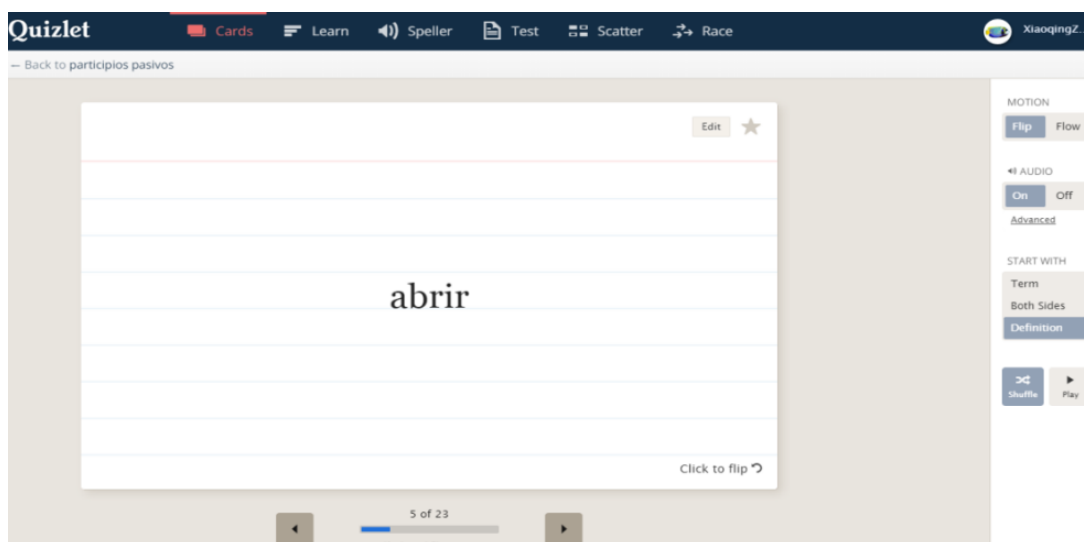 Quizlet
Cards
Learn
Speller
Test
Scatter
Race
XiaoqingZ...
← Back to participios pasivos
Edit
abrir
Click to flip
5 of 23
MOTION
Flip Flow
AUDIO
On Off
Advanced
START WITH
Term
Both Sides
Definition
Shuffle Play